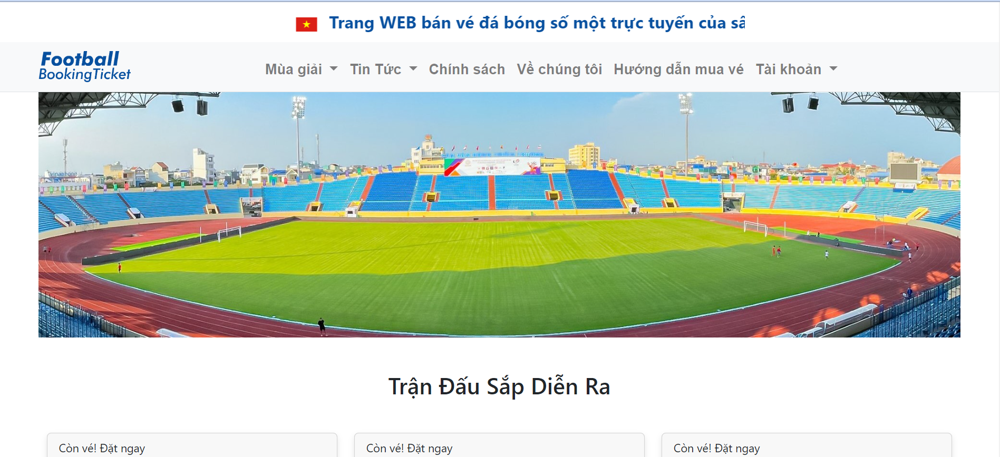 Trang WEB bán vé đá bóng số một trực tuyến của sâ
Football
BookingTicket
Mùa giải
Tin Tức
Chính sách
Về chúng tôi
Hướng dẫn mua vé
Tài khoản
vinaphone
Trận Đấu Sắp Diễn Ra
Còn vé! Đặt ngay
Còn vé! Đặt ngay
Còn vé! Đặt ngay